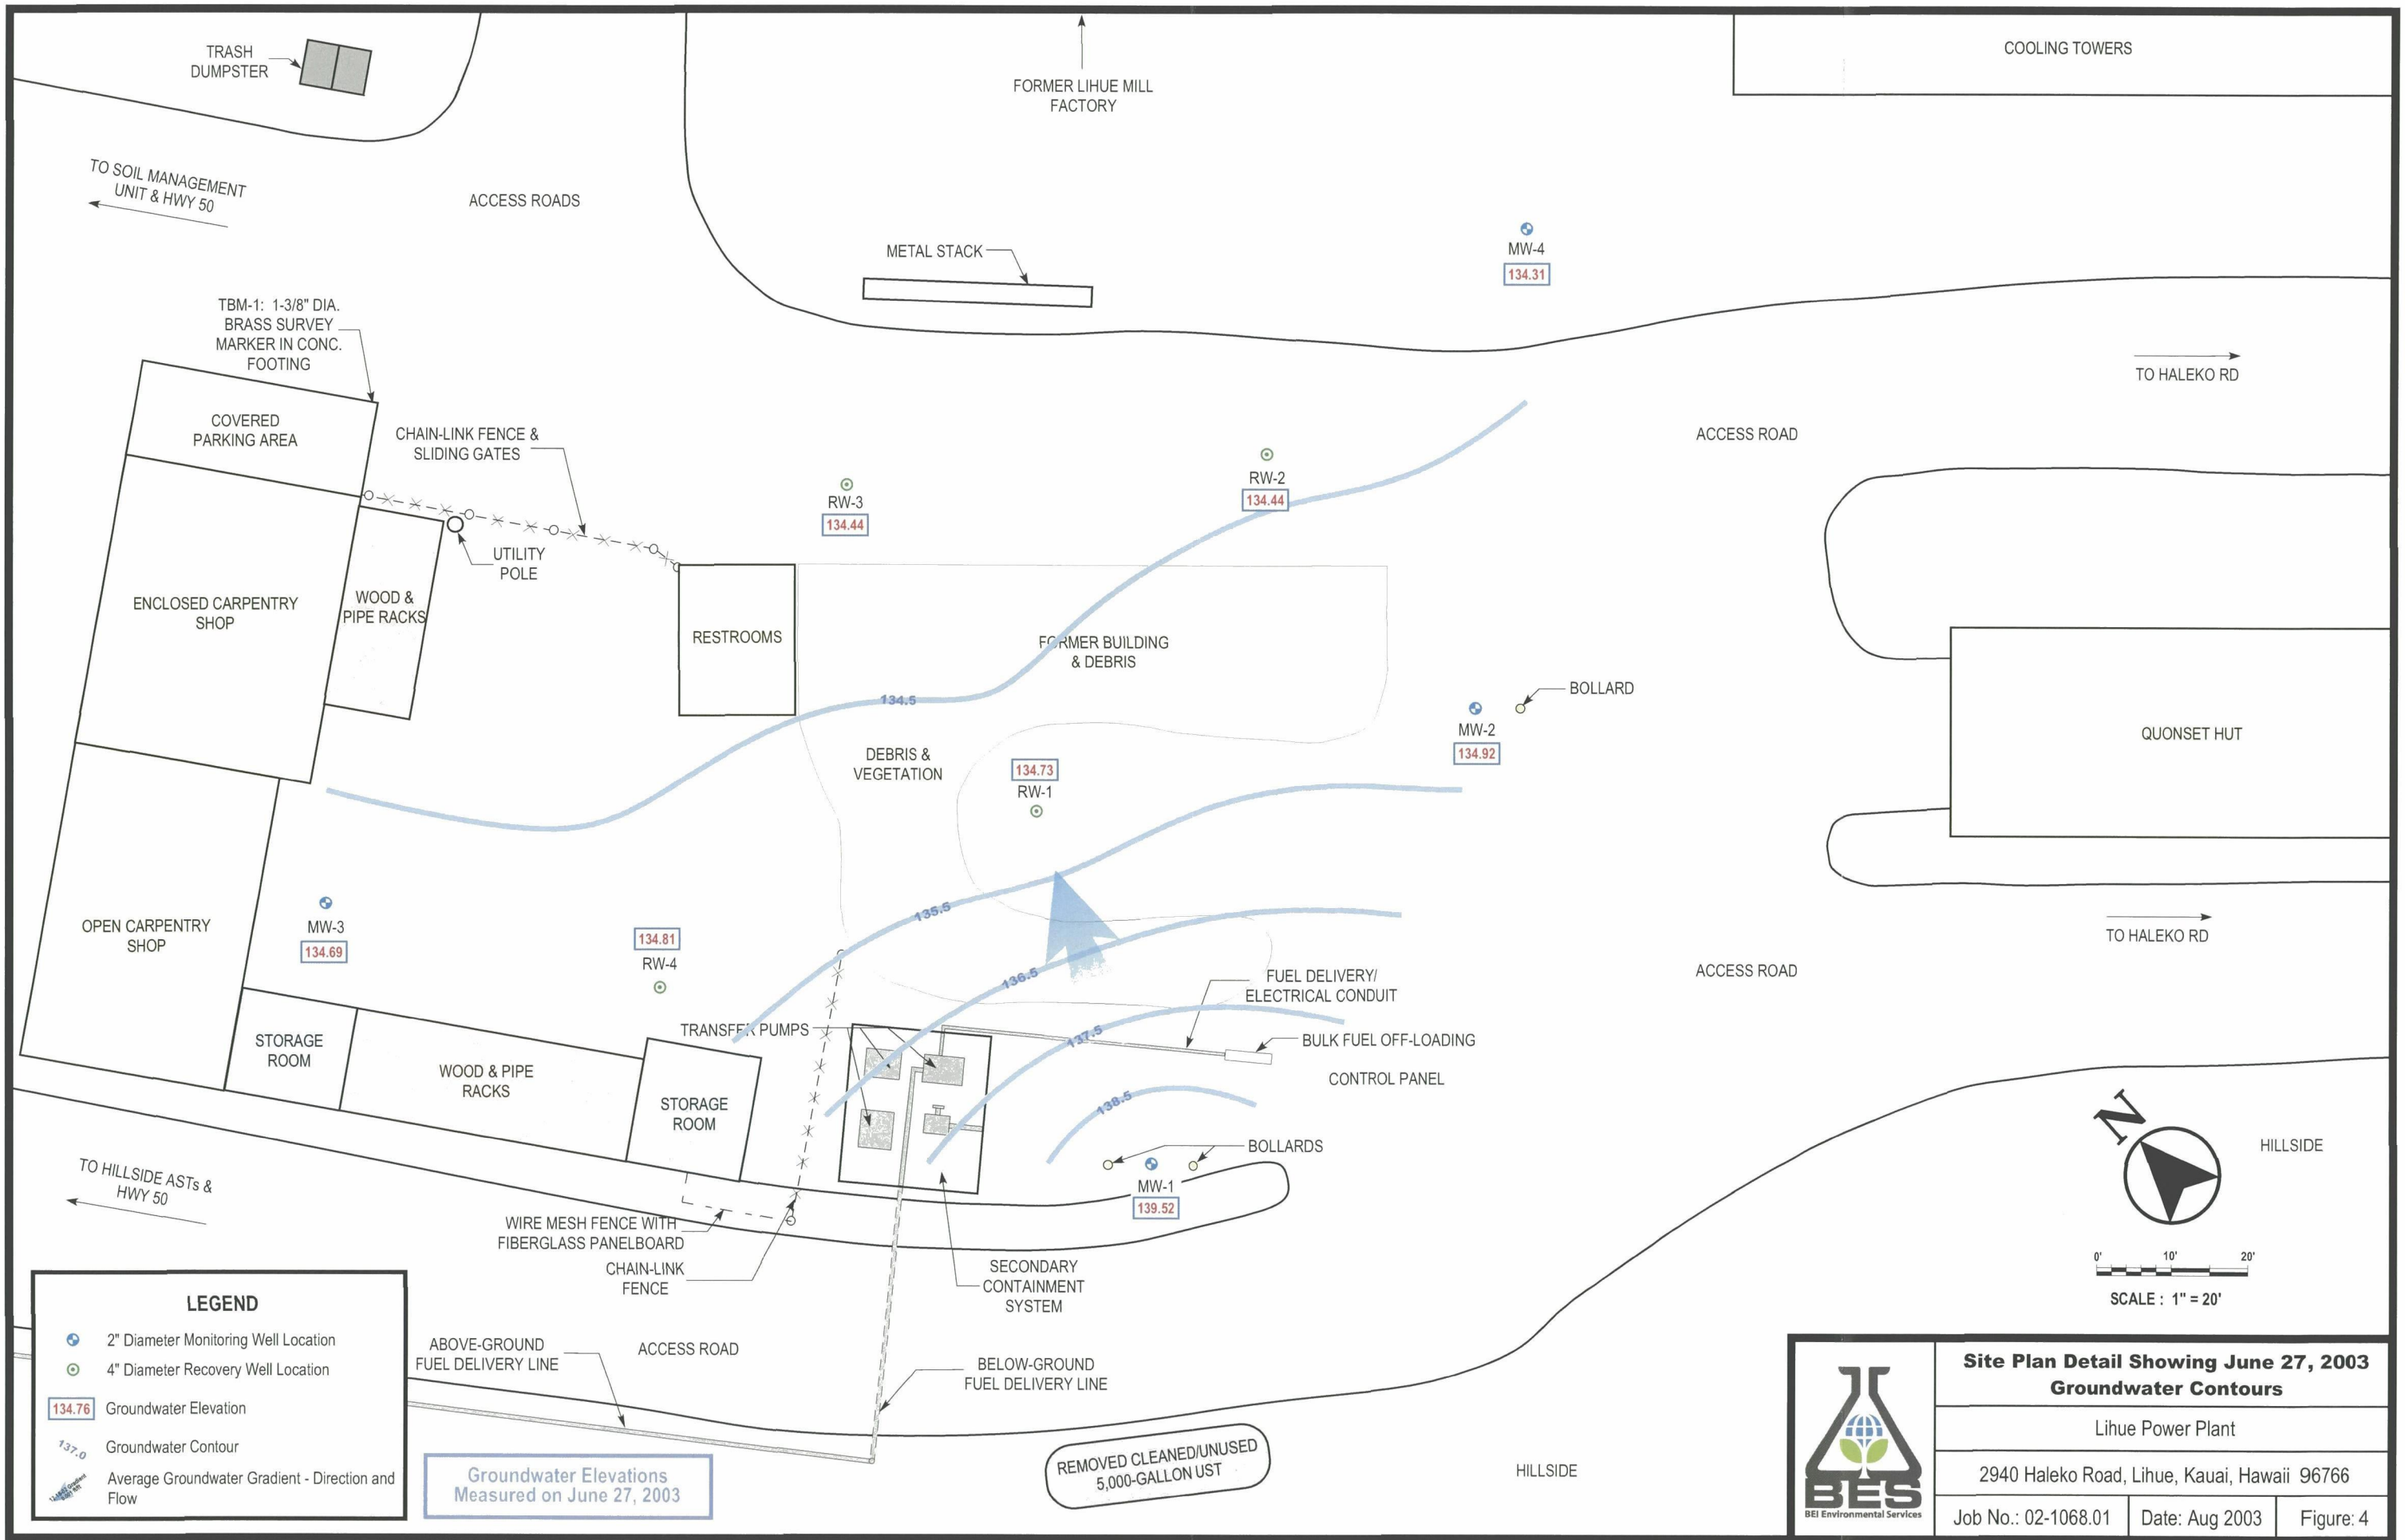 TRASH
DUMPSTER
FORMER LIHUE MILL
FACTORY
COOLING TOWERS
TO SOIL MANAGEMENT
UNIT & HWY 50
ACCESS ROADS
METAL STACK
MW-4
134.31
TBM-1: 1-3/8" DIA.
BRASS SURVEY
MARKER IN CONC.
FOOTING
TO HALEKO RD
COVERED
PARKING AREA
CHAIN-LINK FENCE &
SLIDING GATES
ACCESS ROAD
RW-3
134.44
RW-2
134.44
UTILITY
POLE
ENCLOSED CARPENTRY
SHOP
WOOD &
PIPE RACKS
RESTROOMS
FORMER BUILDING
& DEBRIS
134.5
BOLLARD
MW-2
134.92
QUONSET HUT
DEBRIS &
VEGETATION
134.73
RW-1
OPEN CARPENTRY
SHOP
MW-3
134.69
134.81
RW-4
135.5
136.5
137.5
138.5
TO HALEKO RD
ACCESS ROAD
FUEL DELIVERY/
ELECTRICAL CONDUIT
TRANSFER PUMPS
BULK FUEL OFF-LOADING
CONTROL PANEL
STORAGE
ROOM
WOOD & PIPE
RACKS
STORAGE
ROOM
BOLLARDS
MW-1
139.52
N
HILLSIDE
TO HILLSIDE ASTs &
HWY 50
WIRE MESH FENCE WITH
FIBERGLASS PANELBOARD
CHAIN-LINK
FENCE
SECONDARY
CONTAINMENT
SYSTEM
0' 10' 20'
SCALE : 1" = 20'
LEGEND
2" Diameter Monitoring Well Location
4" Diameter Recovery Well Location
134.76 Groundwater Elevation
137.0 Groundwater Contour
Average Groundwater Gradient - Direction and
Flow
ABOVE-GROUND
FUEL DELIVERY LINE
ACCESS ROAD
BELOW-GROUND
FUEL DELIVERY LINE
Groundwater Elevations
Measured on June 27, 2003
REMOVED CLEANED/UNUSED
5,000-GALLON UST
HILLSIDE
BES
BEI Environmental Services
Site Plan Detail Showing June 27, 2003
Groundwater Contours
Lihue Power Plant
2940 Haleko Road, Lihue, Kauai, Hawaii 96766
Job No.: 02-1068.01
Date: Aug 2003
Figure: 4